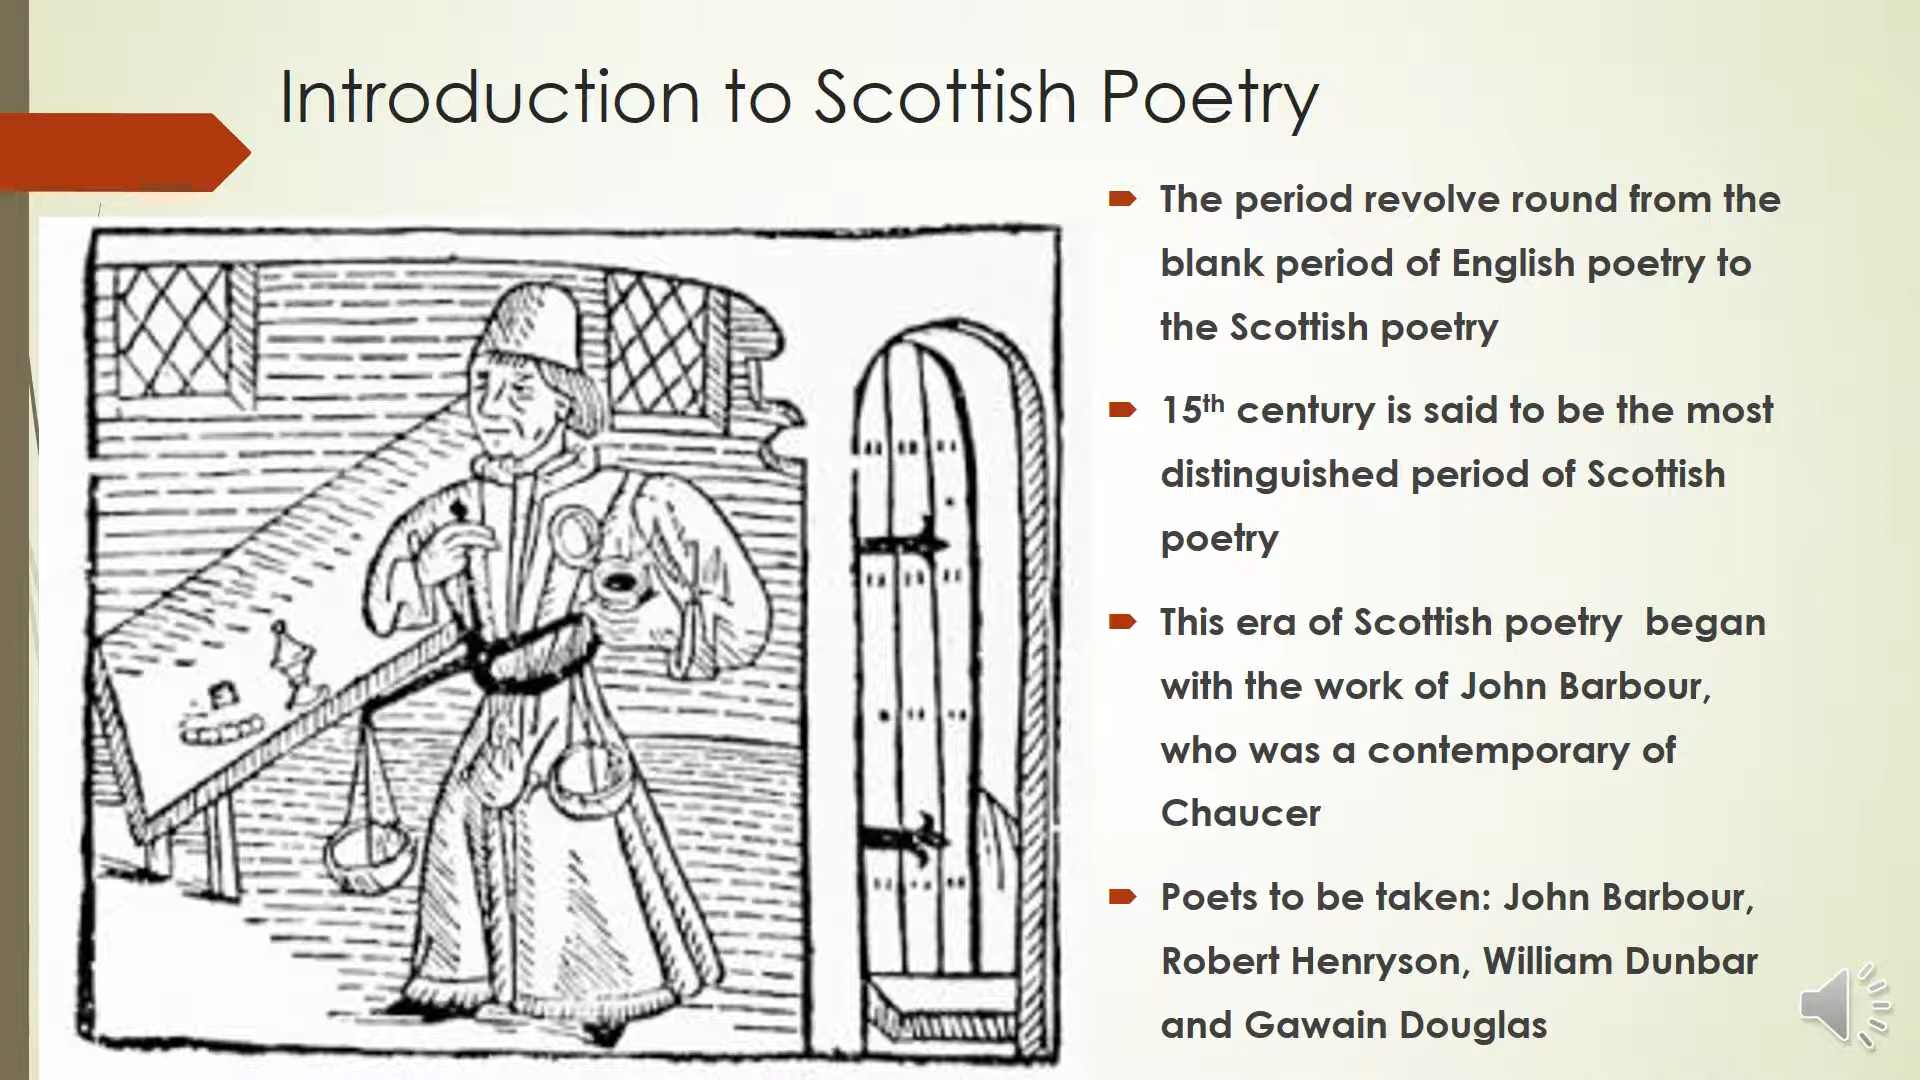 Introduction to Scottish Poetry
The period revolve round from the
blank period of English poetry to
the Scottish poetry
15th century is said to be the most
distinguished period of Scottish
poetry
This era of Scottish poetry  began
with the work of John Barbour,
who was a contemporary of
Chaucer
Poets to be taken: John Barbour,
Robert Henryson, William Dunbar
and Gawain Douglas